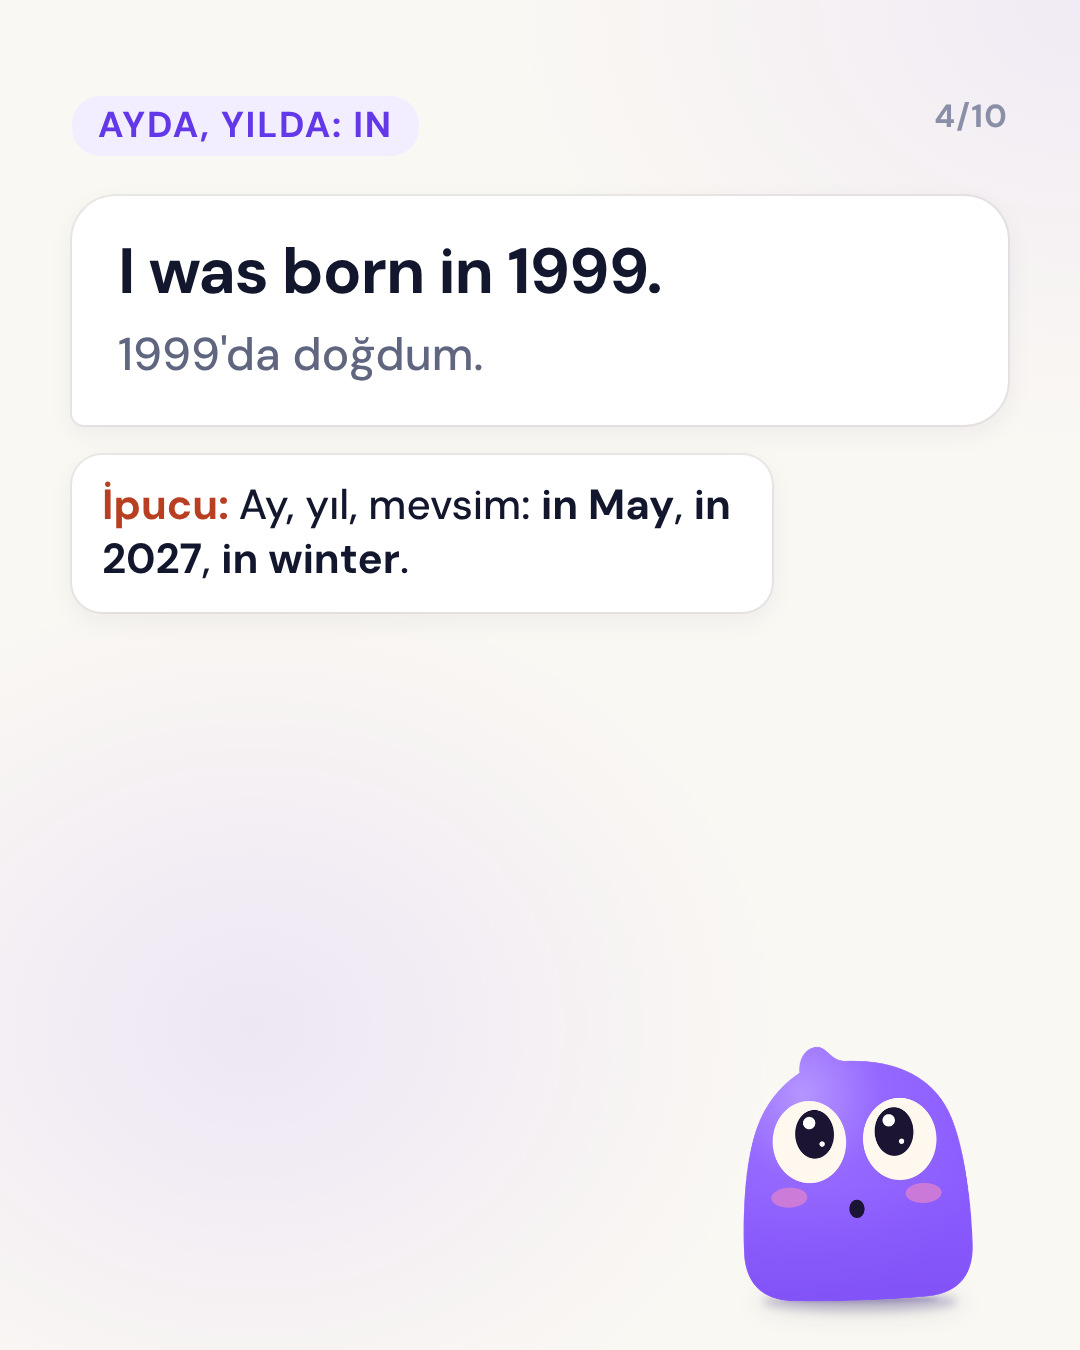 AYDA, YILDA: IN
4/10
I was born in 1999.
1999'da doğdum.
İpucu: Ay, yıl, mevsim: in May, in
2027, in winter.